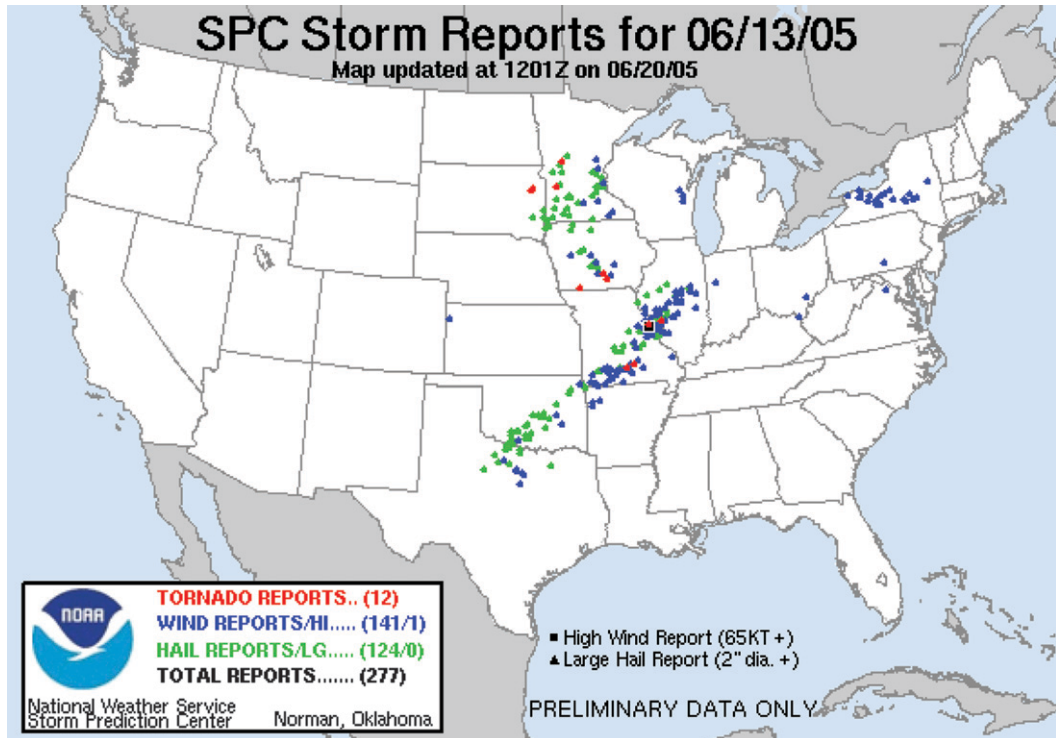 SPC Storm Reports for 06/13/05
Map updated at 1201Z on 06/20/05
NOAA
TORNADO REPORTS.. (12)
WIND REPORTS/HI..... (141/1)
HAIL REPORTS/LG..... (124/0)
TOTAL REPORTS....... (277)
National Weather Service
Storm Prediction Center Norman, Oklahoma
High Wind Report (65KT +)
Large Hail Report (2" dia. +)
PRELIMINARY DATA ONLY